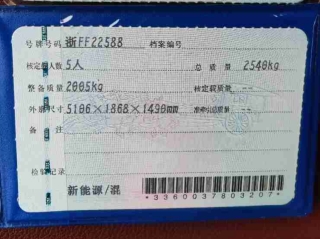 号牌号码 浙FF22588 档案编号
核定载人数 5人 总质量 2540kg
整备质量 2005kg 核定载质量 --
外廓尺寸 5106×1868×1490mm 准牵引总质量 --
备注
检验记录
新能源/混
*3360037803207*